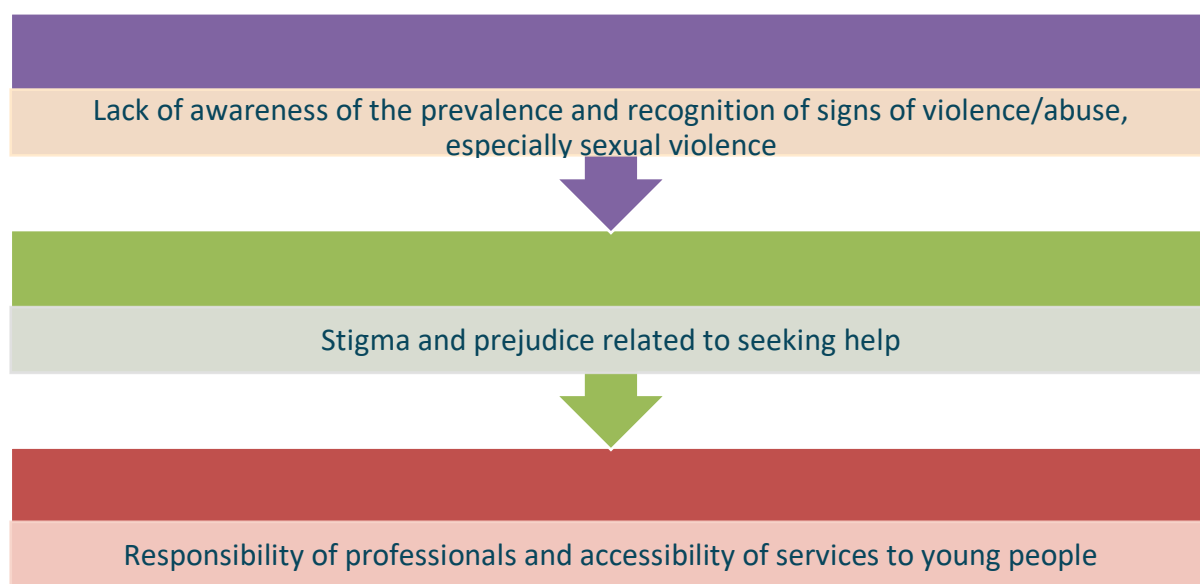 Lack of awareness of the prevalence and recognition of signs of violence/abuse,
especially sexual violence
Stigma and prejudice related to seeking help
Responsibility of professionals and accessibility of services to young people